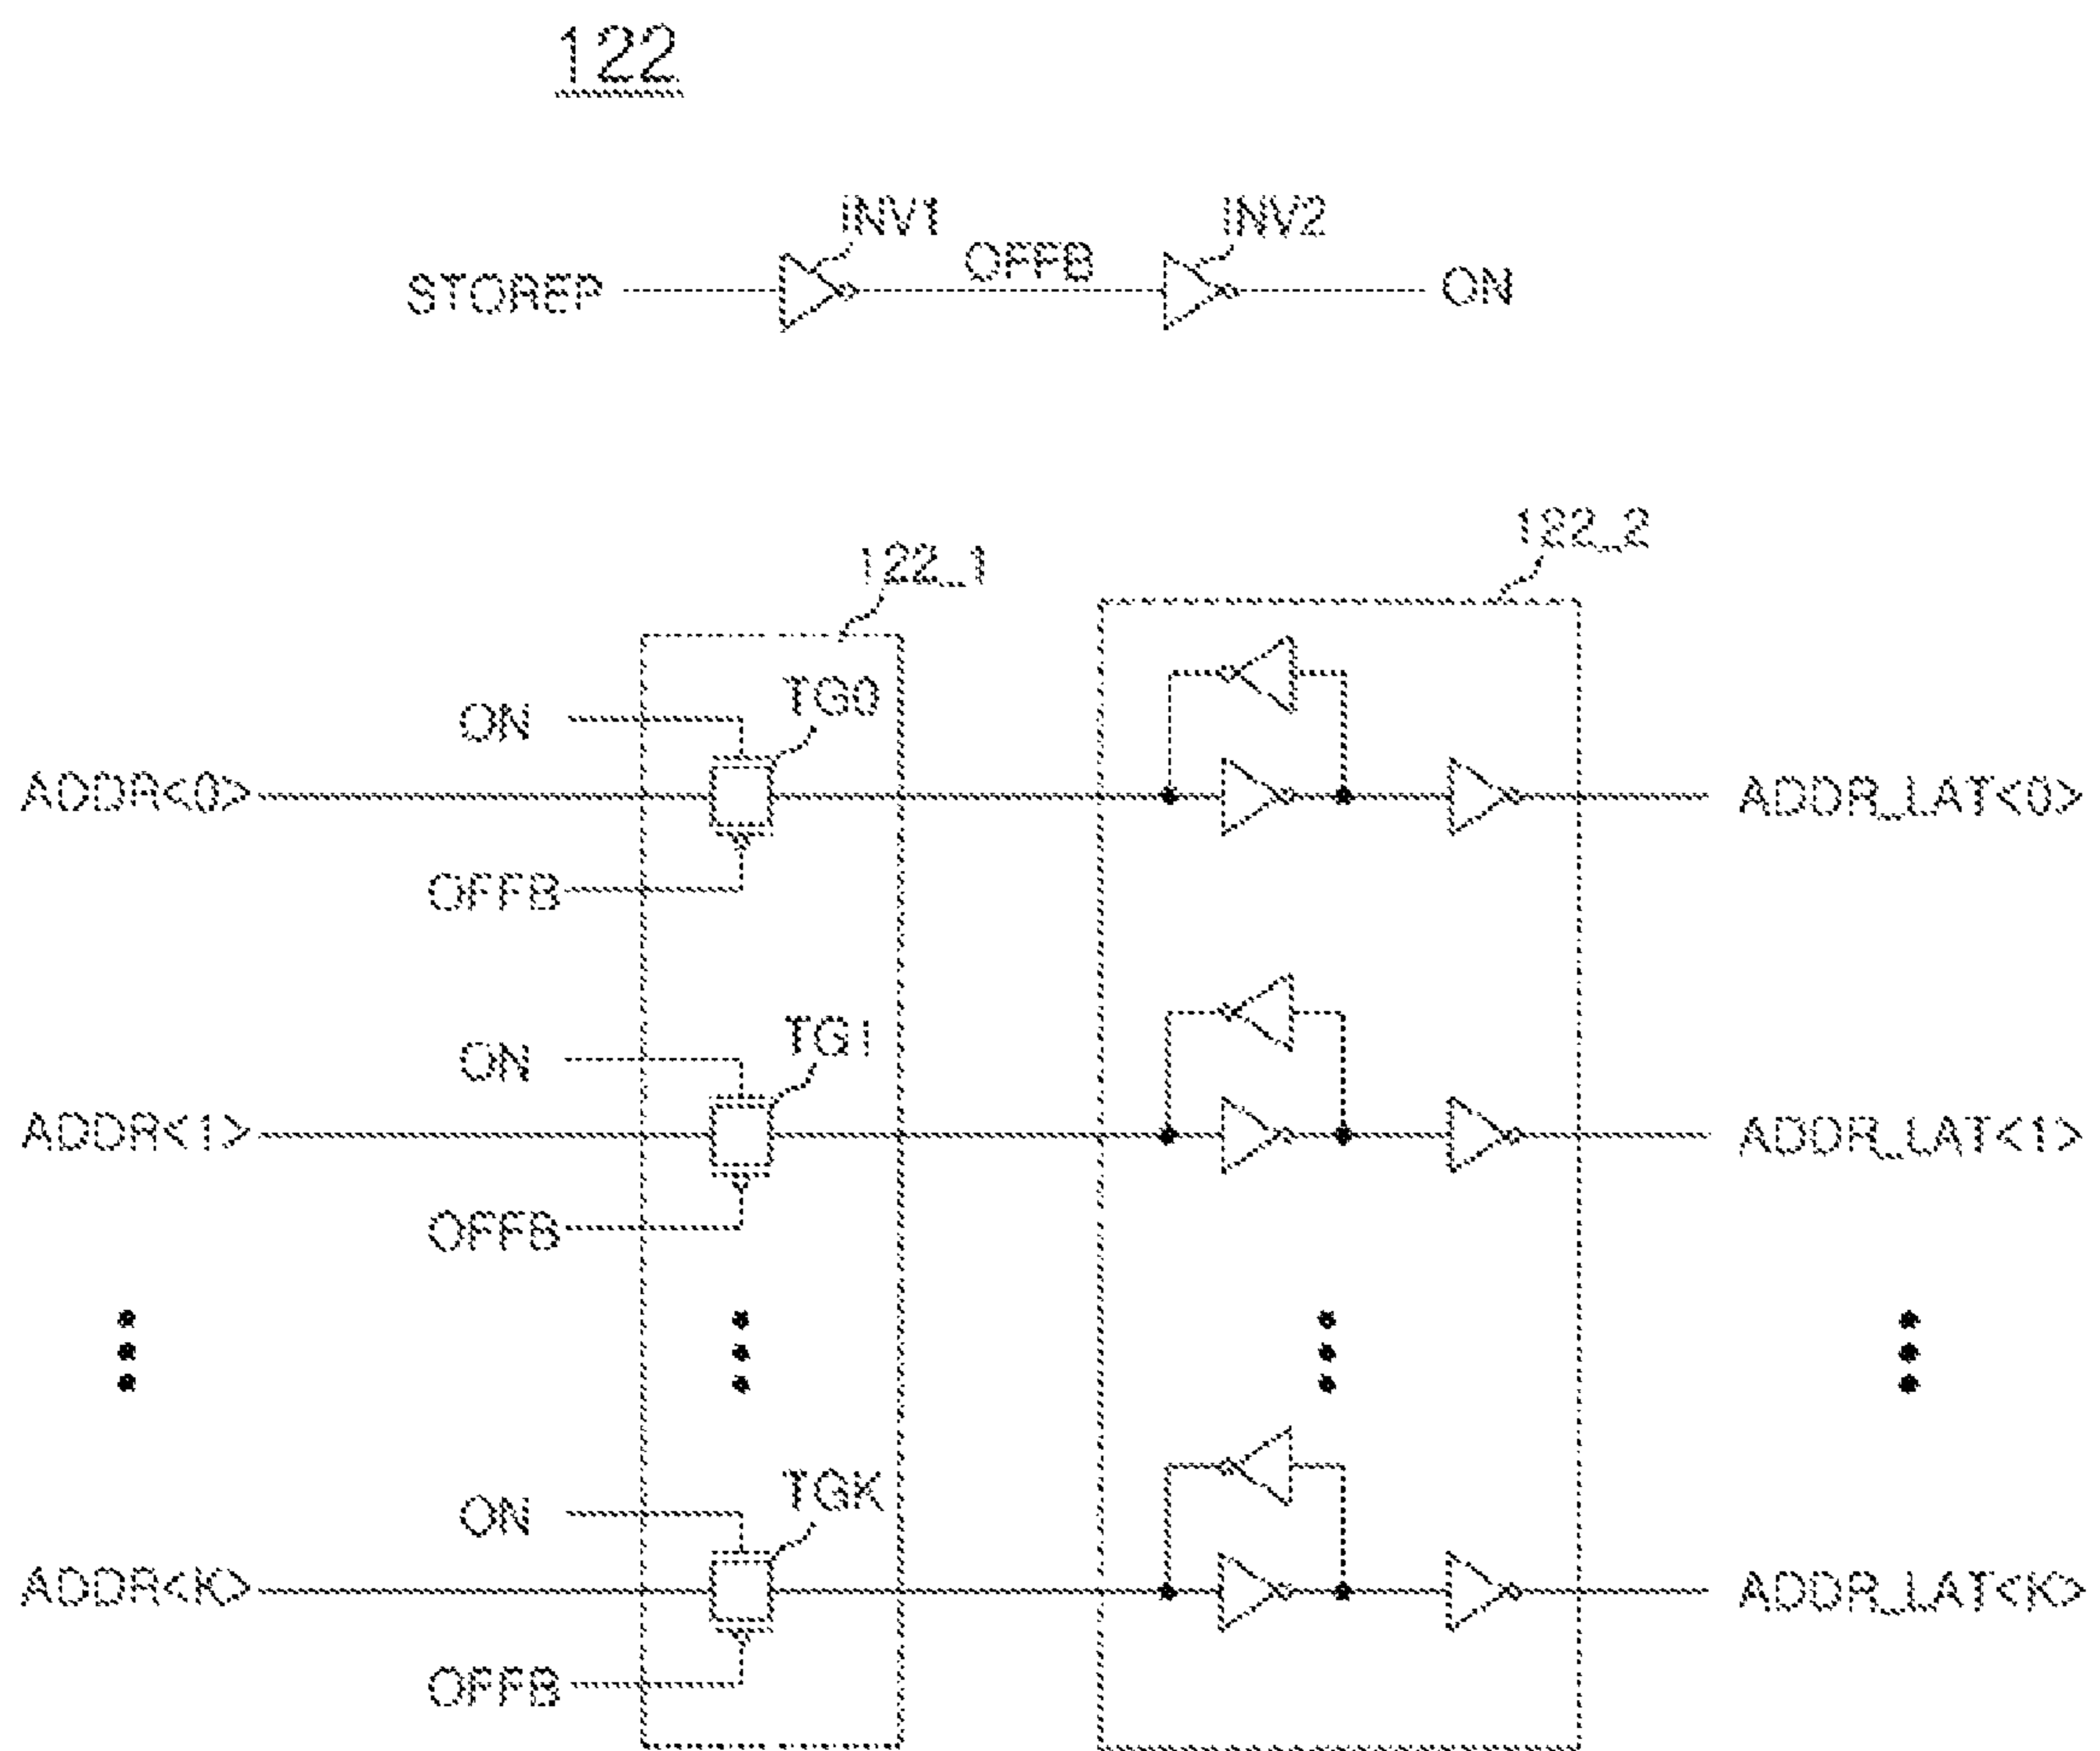 122
INV1
INV2
STOREP
OFFB
ON
122_1
122_2
TG0
ON
ADDR<0>
ADDR_LAT<0>
OFFB
TG1
ON
ADDR<1>
ADDR_LAT<1>
OFFB
TGK
ON
ADDR<K>
ADDR_LAT<K>
OFFB